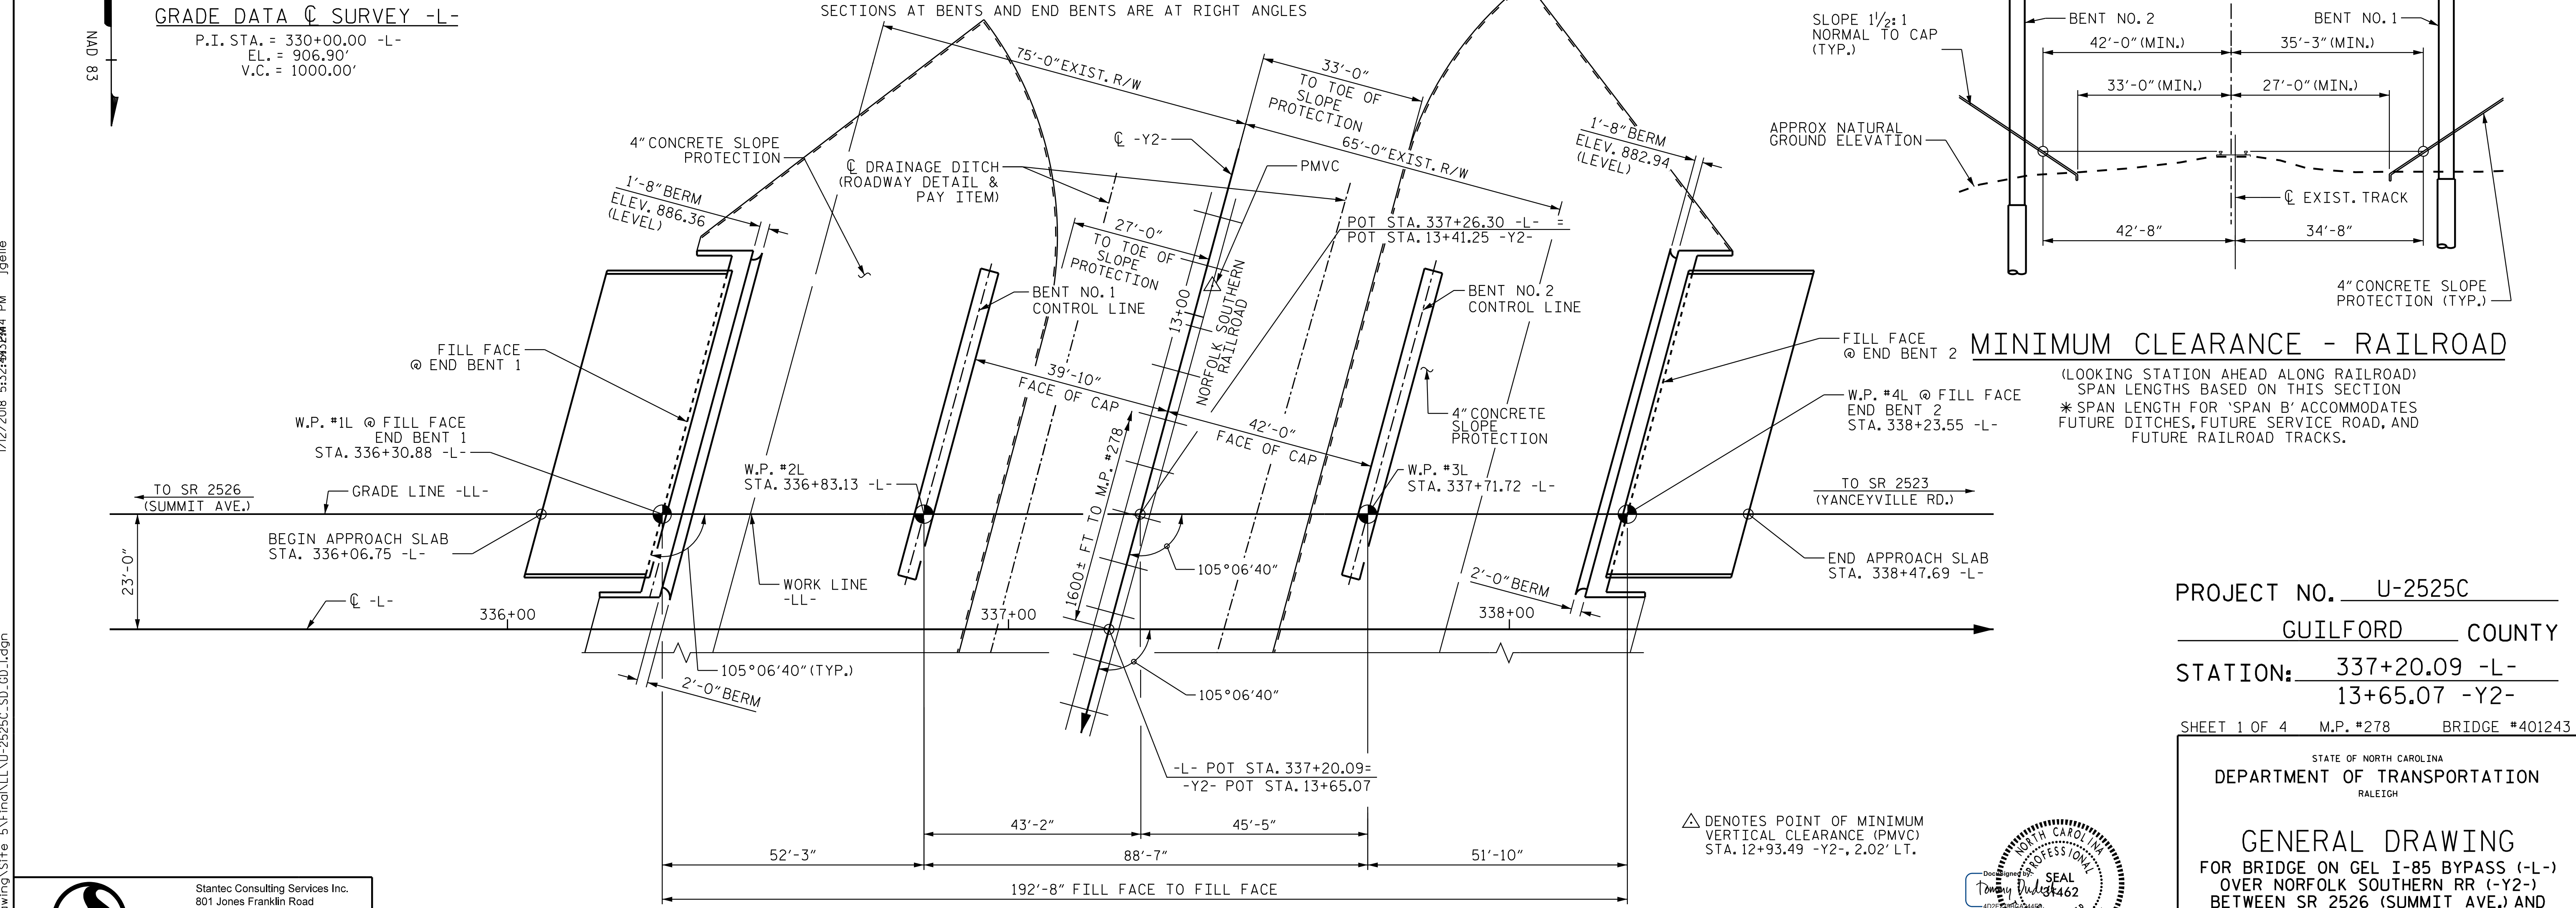 GRADE DATA ℄ SURVEY -L-
P.I. STA. = 330+00.00 -L-
EL. = 906.90'
V.C. = 1000.00'
NAD 83
SECTIONS AT BENTS AND END BENTS ARE AT RIGHT ANGLES
75'-0" EXIST. R/W
33'-0"
TO TOE OF
SLOPE
PROTECTION
℄ -Y2-
65'-0" EXIST. R/W
PMVC
4" CONCRETE SLOPE
PROTECTION
℄ DRAINAGE DITCH
(ROADWAY DETAIL &
PAY ITEM)
1'-8" BERM
ELEV. 886.36
(LEVEL)
1'-8" BERM
ELEV. 882.94
(LEVEL)
27'-0"
TO TOE OF
SLOPE
PROTECTION
POT STA. 337+26.30 -L- =
POT STA. 13+41.25 -Y2-
BENT NO. 1
CONTROL LINE
13+00
NORFOLK SOUTHERN
RAILROAD
BENT NO. 2
CONTROL LINE
FILL FACE
@ END BENT 1
FILL FACE
@ END BENT 2
39'-10"
FACE OF CAP
42'-0"
FACE OF CAP
4" CONCRETE
SLOPE
PROTECTION
W.P. #1L @ FILL FACE
END BENT 1
STA. 336+30.88 -L-
W.P. #2L
STA. 336+83.13 -L-
1600± FT TO M.P. #278
W.P. #3L
STA. 337+71.72 -L-
W.P. #4L @ FILL FACE
END BENT 2
STA. 338+23.55 -L-
TO SR 2526
(SUMMIT AVE.)
GRADE LINE -LL-
TO SR 2523
(YANCEYVILLE RD.)
BEGIN APPROACH SLAB
STA. 336+06.75 -L-
END APPROACH SLAB
STA. 338+47.69 -L-
23'-0"
℄ -L-
336+00
WORK LINE
-LL-
337+00
105°06'40"
338+00
2'-0" BERM
105°06'40" (TYP.)
2'-0" BERM
105°06'40"
-L- POT STA. 337+20.09=
-Y2- POT STA. 13+65.07
43'-2"
45'-5"
52'-3"
88'-7"
51'-10"
192'-8" FILL FACE TO FILL FACE
△ DENOTES POINT OF MINIMUM
VERTICAL CLEARANCE (PMVC)
STA. 12+93.49 -Y2-, 2.02' LT.
SLOPE 1½:1
NORMAL TO CAP
(TYP.)
BENT NO. 2
BENT NO. 1
42'-0" (MIN.)
35'-3" (MIN.)
33'-0" (MIN.)
27'-0" (MIN.)
APPROX NATURAL
GROUND ELEVATION
℄ EXIST. TRACK
42'-8"
34'-8"
4" CONCRETE SLOPE
PROTECTION (TYP.)
MINIMUM CLEARANCE - RAILROAD
(LOOKING STATION AHEAD ALONG RAILROAD)
SPAN LENGTHS BASED ON THIS SECTION
* SPAN LENGTH FOR 'SPAN B' ACCOMMODATES
FUTURE DITCHES, FUTURE SERVICE ROAD, AND
FUTURE RAILROAD TRACKS.
PROJECT NO. U-2525C
GUILFORD COUNTY
STATION: 337+20.09 -L-
13+65.07 -Y2-
SHEET 1 OF 4 M.P. #278 BRIDGE #401243
STATE OF NORTH CAROLINA
DEPARTMENT OF TRANSPORTATION
RALEIGH
GENERAL DRAWING
FOR BRIDGE ON GEL I-85 BYPASS (-L-)
OVER NORFOLK SOUTHERN RR (-Y2-)
BETWEEN SR 2526 (SUMMIT AVE.) AND
NORTH CAROLINA
PROFESSIONAL
SEAL
31462
Stantec Consulting Services Inc.
801 Jones Franklin Road